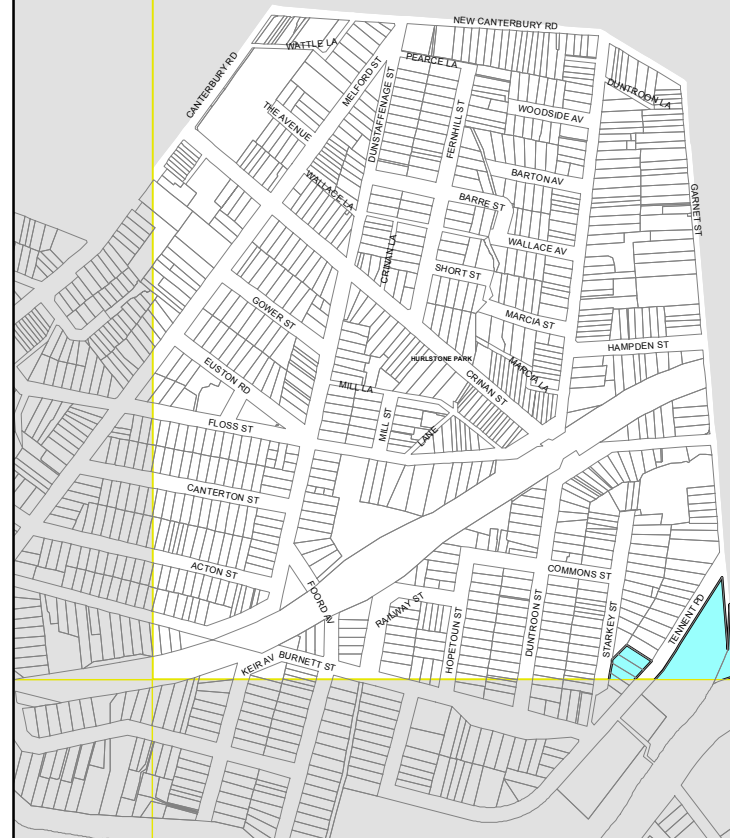 NEW CANTERBURY RD
WATTLE LA
PEARCE LA
CANTERBURY RD
MELFORD ST
DUNSTAFFENAGE ST
DUNTROON LA
THE AVENUE
FERNHILL ST
WOODSIDE AV
WALLACE LA
BARTON AV
BARRE ST
GARNET ST
CRINAN LA
WALLACE AV
SHORT ST
GOWER ST
MARCIA ST
HAMPDEN ST
HURLSTONE PARK
EUSTON RD
MARCIA LA
MILL LA
CRINAN ST
FLOSS ST
MILL ST
LANE
CANTERTON ST
ACTON ST
COMMONS ST
FOORD AV
RAILWAY ST
HOPETOUN ST
DUNTROON ST
STARKEY ST
TENNENT RD
KEIR AV
BURNETT ST